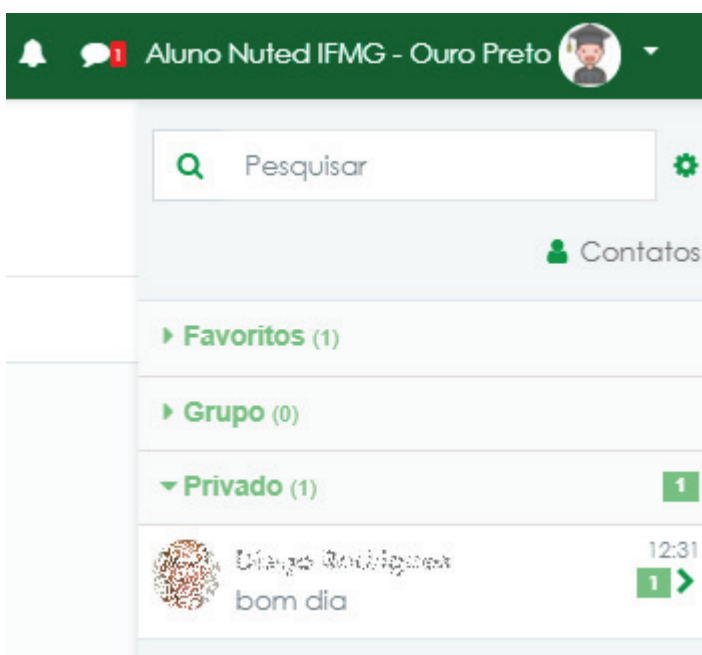 1 Aluno Nuted IFMG - Ouro Preto
Pesquisar
Contatos
Favoritos (1)
Grupo (0)
Privado (1) 1
12:31
bom dia 1